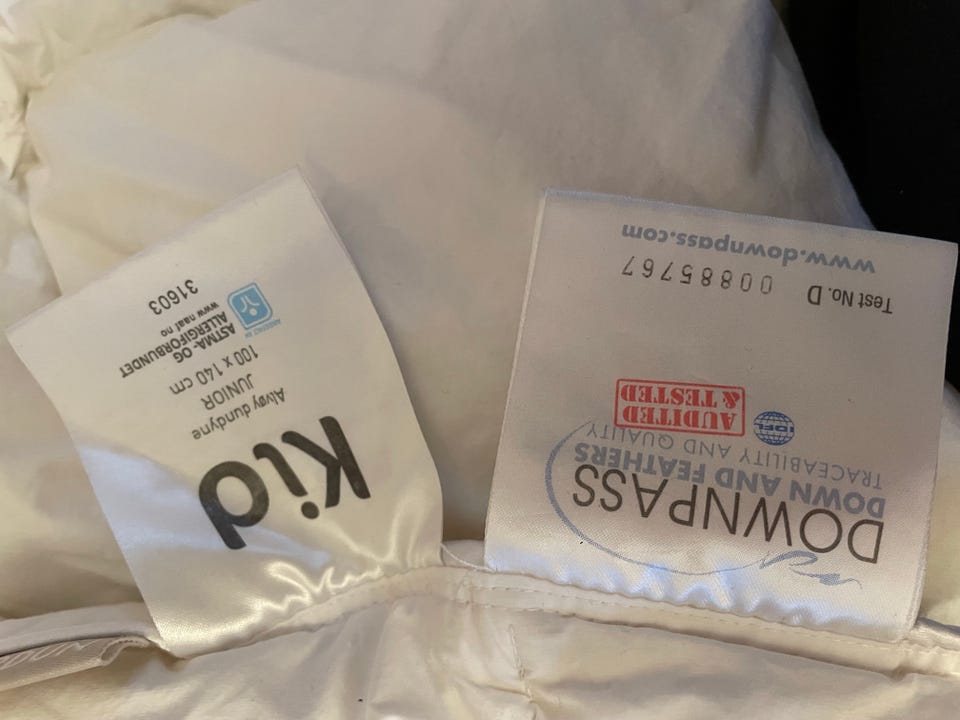 Kid
Alvøy dundyne
JUNIOR
100 x 140 cm
ASTMA- OG
ALLERGIFORBUNDET
www naaf no
31603
DOWNPASS
DOWN AND FEATHERS
TRACEABILITY AND QUALITY
AUDITED
& TESTED
Test No. D 00885767
www.downpass.com